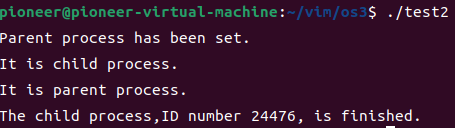 pioneer@pioneer-virtual-machine:~/vim/os3$ ./test2
Parent process has been set.
It is child process.
It is parent process.
The child process,ID number 24476, is finished.